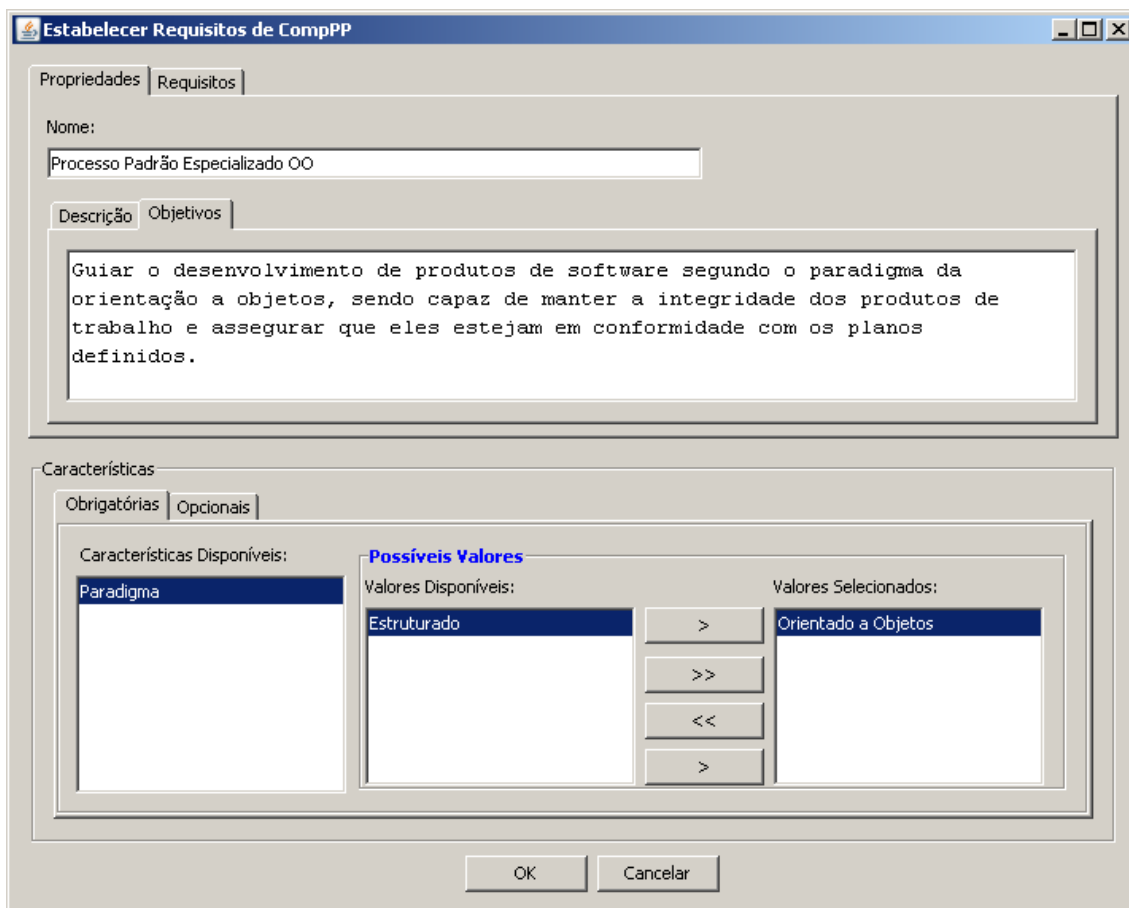 Estabelecer Requisitos de CompPP
Propriedades Requisitos
Nome:
Processo Padrão Especializado OO
Descrição Objetivos
Guiar o desenvolvimento de produtos de software segundo o paradigma da
orientação a objetos, sendo capaz de manter a integridade dos produtos de
trabalho e assegurar que eles estejam em conformidade com os planos
definidos.
Características
Obrigatórias Opcionais
Características Disponíveis:
Paradigma
Possíveis Valores
Valores Disponíveis:
Estruturado
>
>>
<<
>
Valores Selecionados:
Orientado a Objetos
OK Cancelar